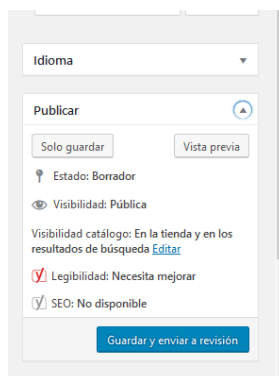 Idioma
Publicar
Solo guardar
Vista previa
Estado: Borrador
Visibilidad: Pública
Visibilidad catálogo: En la tienda y en los
resultados de búsqueda Editar
Legibilidad: Necesita mejorar
SEO: No disponible
Guardar y enviar a revisión